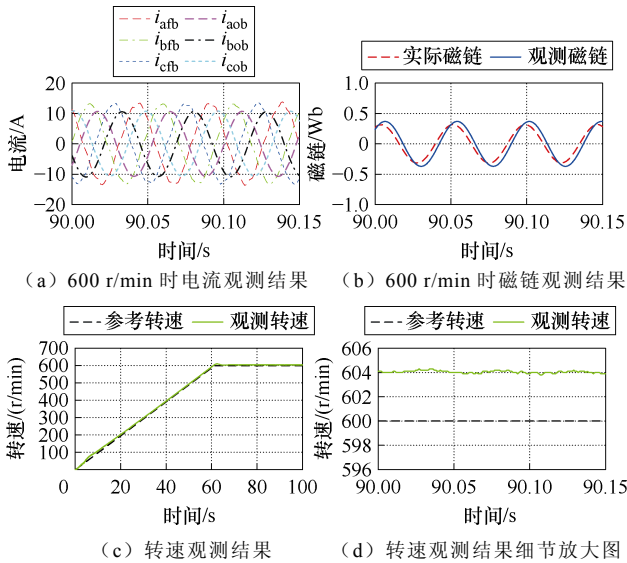 i_afb i_aob
i_bfb i_bob
i_cfb i_cob
实际磁链 观测磁链
20
10
0
−10
−20
电流/A
90.00 90.05 90.10 90.15
时间/s
1.0
0.5
0
−0.5
−1.0
磁链/Wb
90.00 90.05 90.10 90.15
时间/s
（a）600 r/min 时电流观测结果
（b）600 r/min 时磁链观测结果
参考转速 观测转速
参考转速 观测转速
700
600
500
400
300
200
100
转速/(r/min)
0 20 40 60 80 100
时间/s
606
604
602
600
598
596
转速/(r/min)
90.00 90.05 90.10 90.15
时间/s
（c）转速观测结果
（d）转速观测结果细节放大图